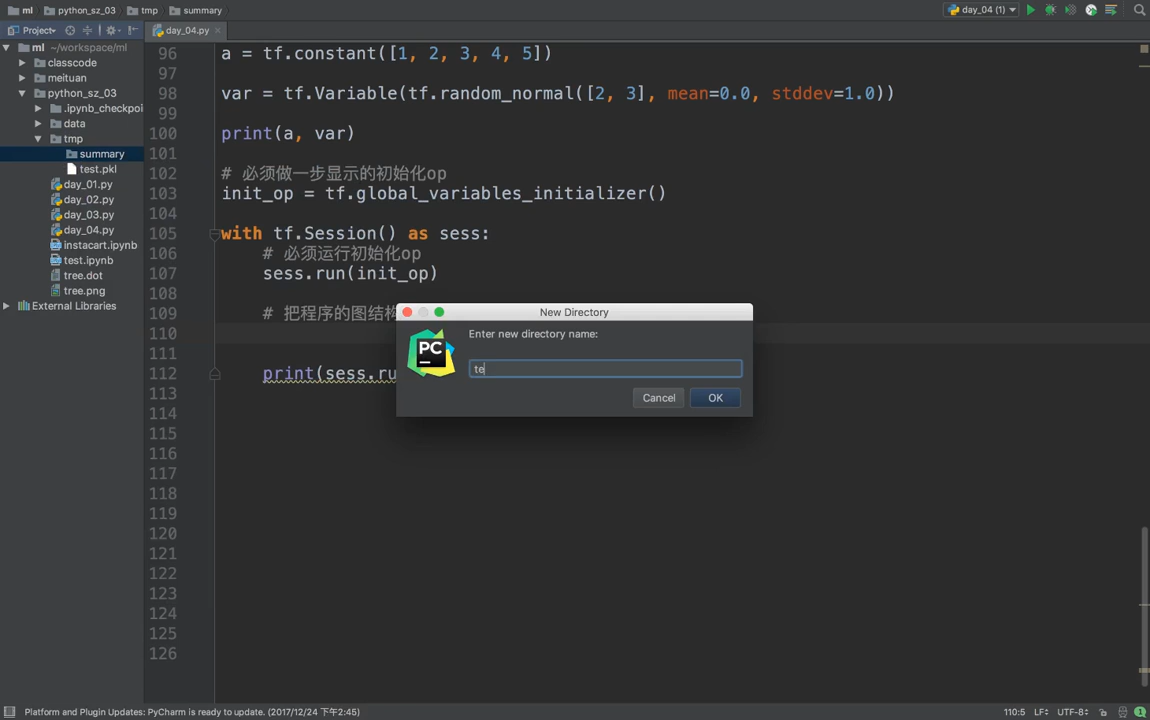 ml python_sz_03 tmp summary
day_04 (1)
Project
day_04.py
ml ~/workspace/ml
classcode
meituan
python_sz_03
.ipynb_checkpoi
data
tmp
summary
test.pkl
day_01.py
day_02.py
day_03.py
day_04.py
instacart.ipynb
test.ipynb
tree.dot
tree.png
External Libraries
96 a = tf.constant([1, 2, 3, 4, 5])
97
98 var = tf.Variable(tf.random_normal([2, 3], mean=0.0, stddev=1.0))
99
100 print(a, var)
101
102 # 必须做一步显示的初始化op
103 init_op = tf.global_variables_initializer()
104
105 with tf.Session() as sess:
106 # 必须运行初始化op
107 sess.run(init_op)
108
109 # 把程序的图结构
110
111
112 print(sess.ru
113
114
115
116
117
118
119
120
121
122
123
124
125
126
New Directory
Enter new directory name:
PC
te
Cancel OK
Platform and Plugin Updates: PyCharm is ready to update. (2017/12/24 下午2:45)
110:5 LF UTF-8 1